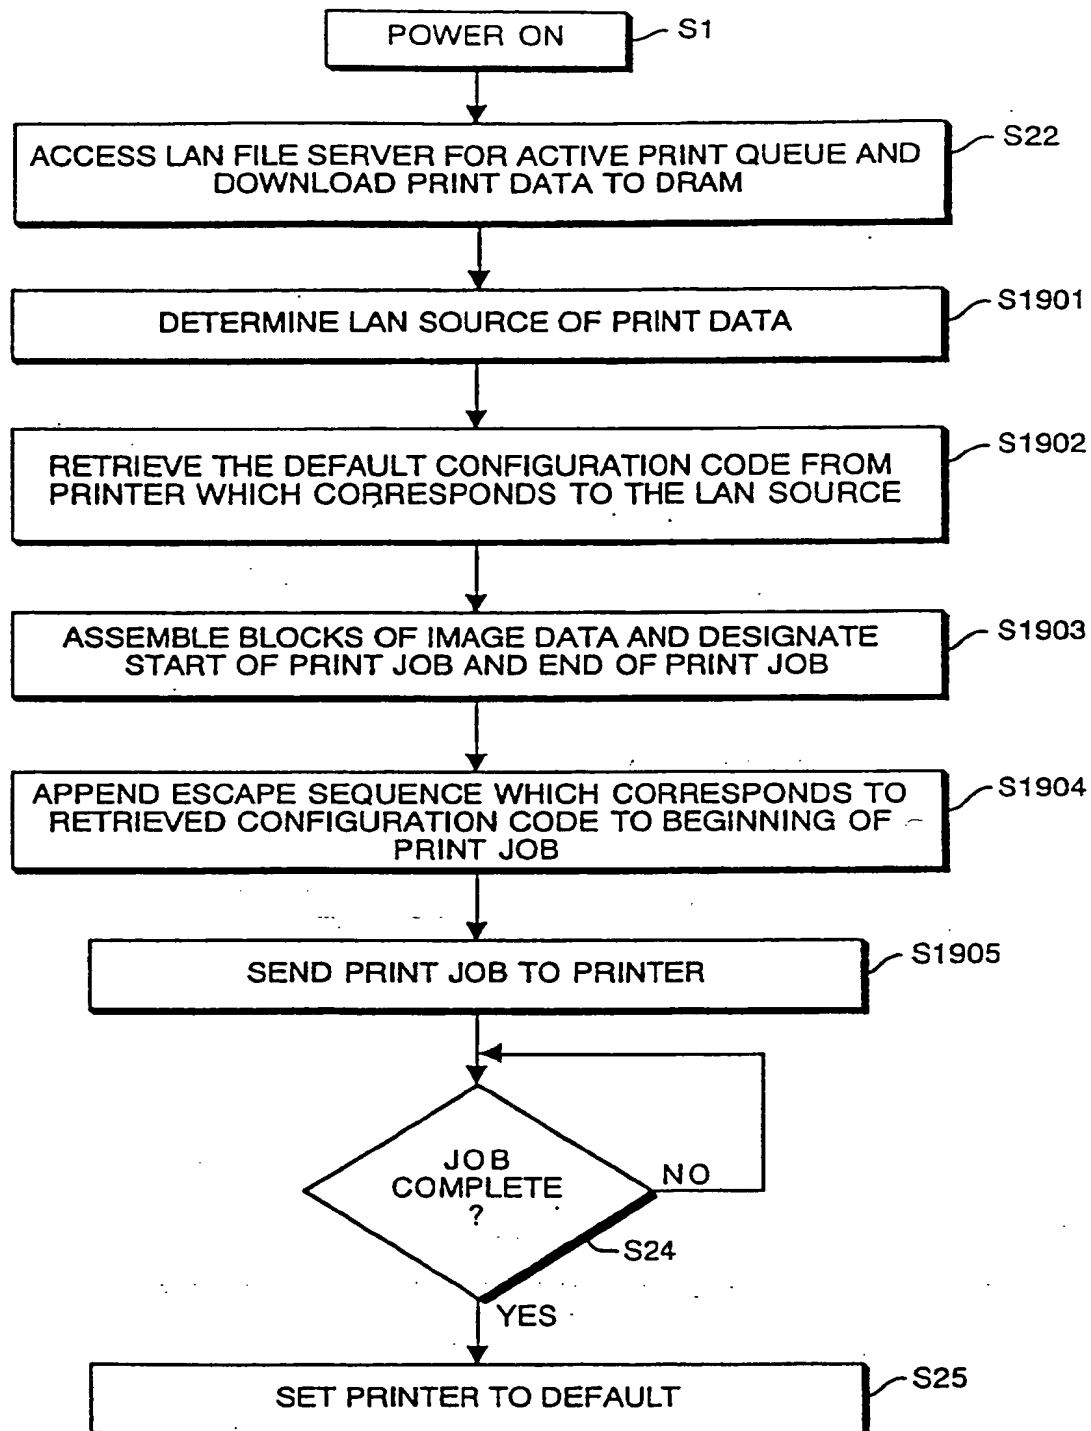 POWER ON
S1
ACCESS LAN FILE SERVER FOR ACTIVE PRINT QUEUE AND
DOWNLOAD PRINT DATA TO DRAM
S22
DETERMINE LAN SOURCE OF PRINT DATA
S1901
RETRIEVE THE DEFAULT CONFIGURATION CODE FROM
PRINTER WHICH CORRESPONDS TO THE LAN SOURCE
S1902
ASSEMBLE BLOCKS OF IMAGE DATA AND DESIGNATE
START OF PRINT JOB AND END OF PRINT JOB
S1903
APPEND ESCAPE SEQUENCE WHICH CORRESPONDS TO
RETRIEVED CONFIGURATION CODE TO BEGINNING OF
PRINT JOB
S1904
SEND PRINT JOB TO PRINTER
S1905
JOB
COMPLETE
?
NO
S24
YES
SET PRINTER TO DEFAULT
S25